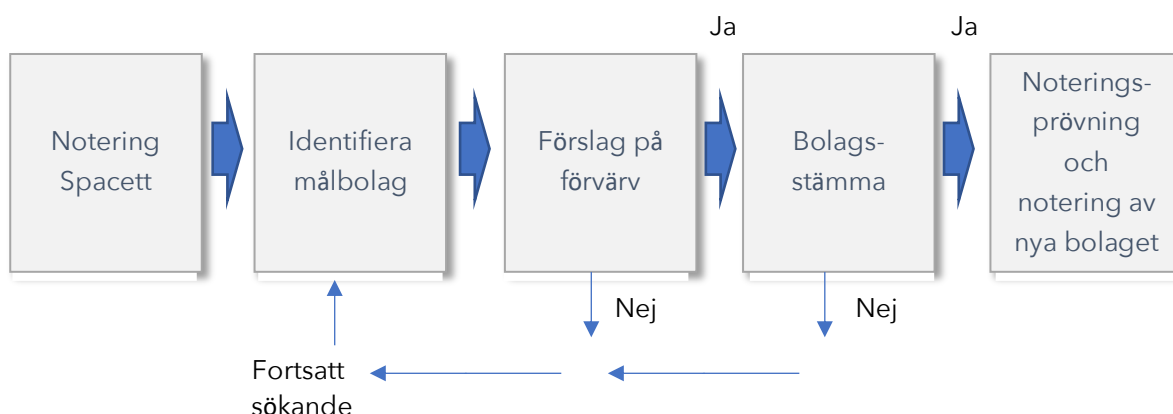 Ja
Ja
Notering
Spacett
Identifiera
målbolag
Förslag på
förvärv
Bolags-
stämma
Noterings-
prövning
och
notering av
nya bolaget
Nej
Nej
Fortsatt
sökande